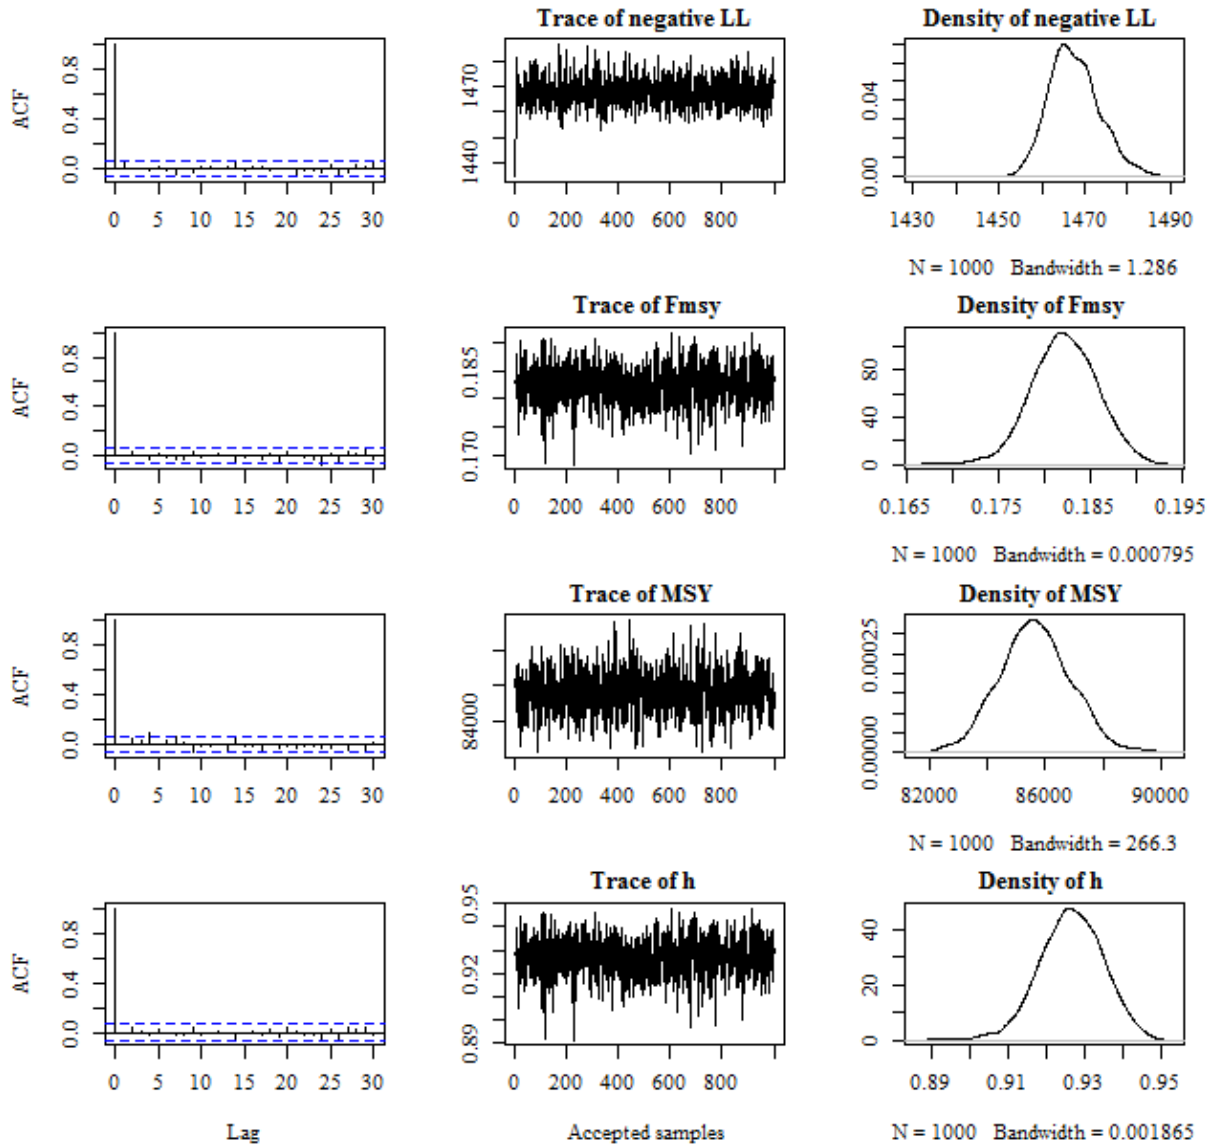 Trace of negative LL
Density of negative LL
ACF
0.0 0.4 0.8
1440 1470
0.00 0.04
0 5 10 15 20 25 30
0 200 400 600 800
1430 1450 1470 1490
N = 1000 Bandwidth = 1.286
Trace of Fmsy
Density of Fmsy
ACF
0.0 0.4 0.8
0.170 0.185
0 40 80
0 5 10 15 20 25 30
0 200 400 600 800
0.165 0.175 0.185 0.195
N = 1000 Bandwidth = 0.000795
Trace of MSY
Density of MSY
ACF
0.0 0.4 0.8
84000
0.00000 0.00025
0 5 10 15 20 25 30
0 200 400 600 800
82000 86000 90000
N = 1000 Bandwidth = 266.3
Trace of h
Density of h
ACF
0.0 0.4 0.8
0.89 0.92 0.95
0 20 40
0 5 10 15 20 25 30
0 200 400 600 800
0.89 0.91 0.93 0.95
Lag
Accepted samples
N = 1000 Bandwidth = 0.001865